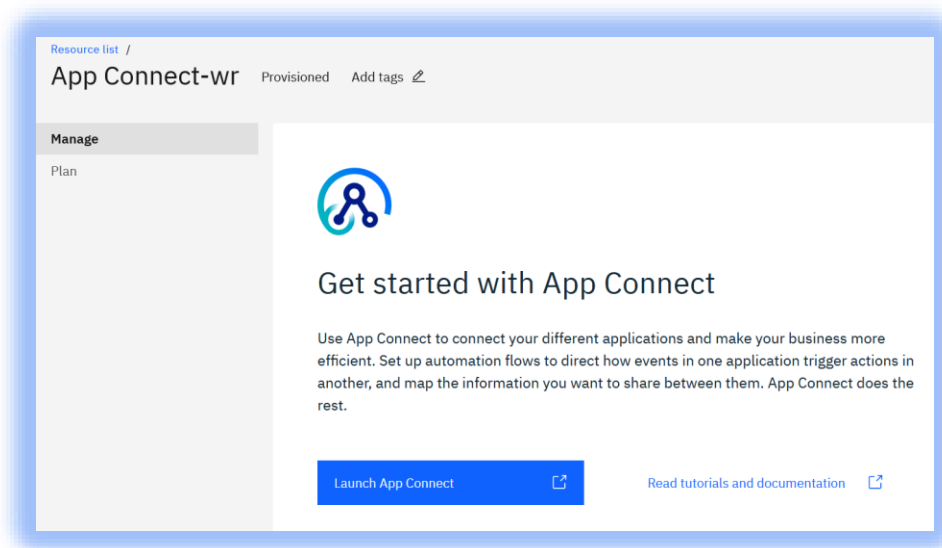 Resource list /
App Connect-wr Provisioned Add tags
Manage
Plan
Get started with App Connect
Use App Connect to connect your different applications and make your business more
efficient. Set up automation flows to direct how events in one application trigger actions in
another, and map the information you want to share between them. App Connect does the
rest.
Launch App Connect Read tutorials and documentation